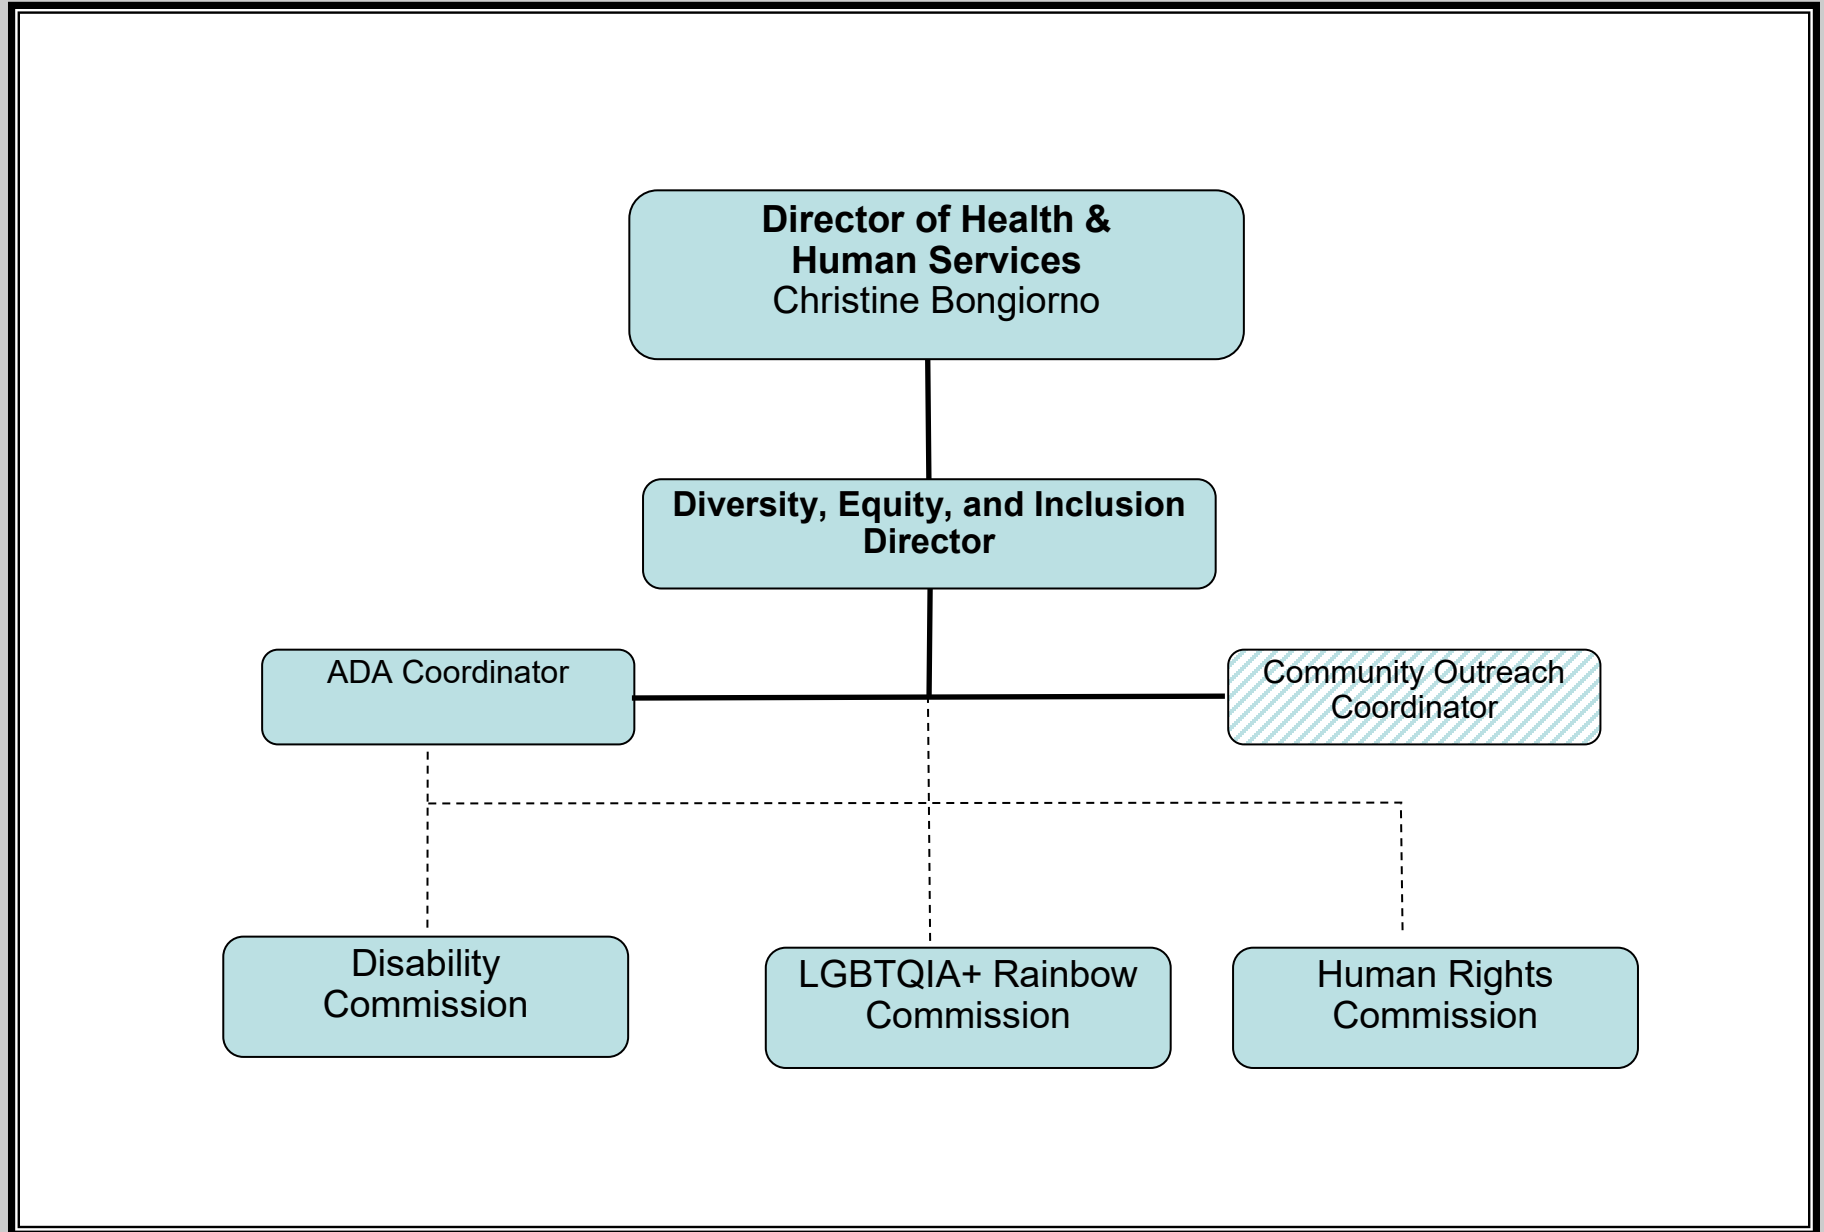 Director of Health &
Human Services
Christine Bongiorno
Diversity, Equity, and Inclusion
Director
ADA Coordinator
Community Outreach
Coordinator
Disability
Commission
LGBTQIA+ Rainbow
Commission
Human Rights
Commission